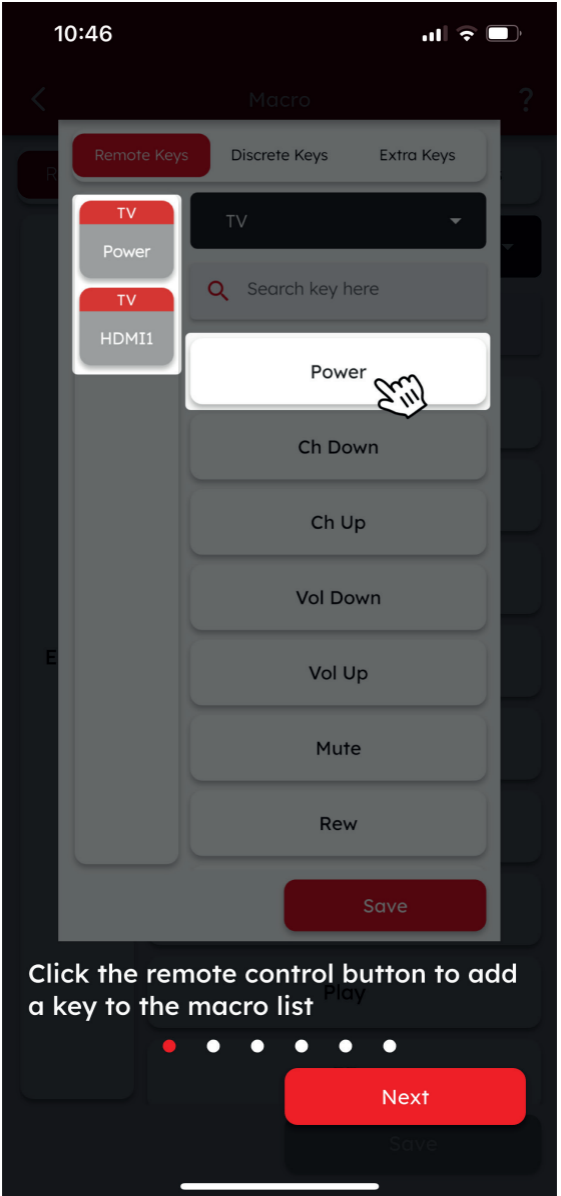 10:46
Macro
?
Remote Keys
Discrete Keys
Extra Keys
TV
Power
TV
HDMI1
TV
Search key here
Power
Ch Down
Ch Up
Vol Down
Vol Up
Mute
Rew
Save
Click the remote control button to add
a key to the macro list
Play
Next
Save